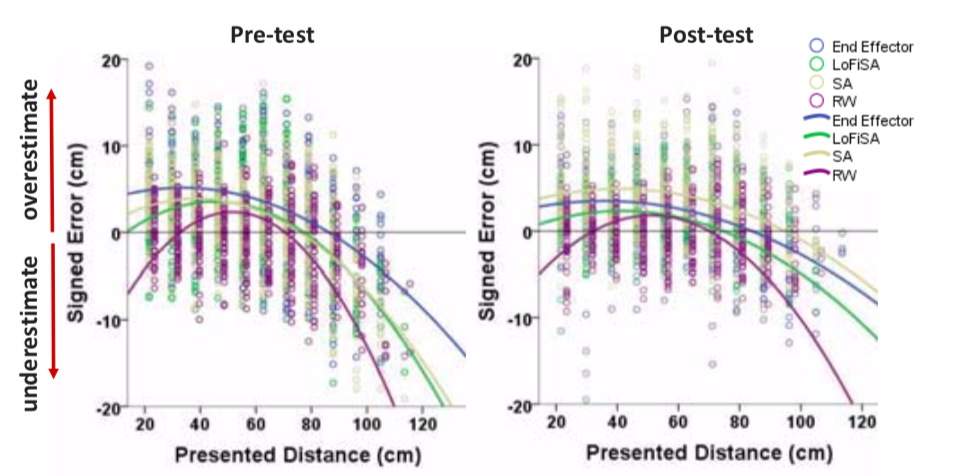 Pre-test
Post-test
underestimate overestimate
Signed Error (cm)
20
10
0
-10
-20
20 40 60 80 100 120
Presented Distance (cm)
Signed Error (cm)
20
10
0
-10
-20
20 40 60 80 100 120
Presented Distance (cm)
End Effector
LoFiSA
SA
RW
End Effector
LoFiSA
SA
RW